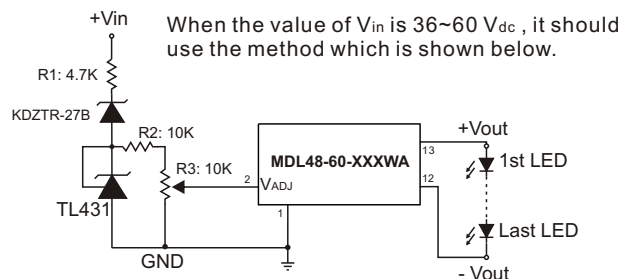 +Vin
When the value of Vin is 36~60 Vdc , it should
use the method which is shown below.
R1: 4.7K
KDZTR-27B
R2: 10K
R3: 10K
TL431
GND
2
VADJ
MDL48-60-XXXWA
1
13
12
+Vout
1st LED
Last LED
- Vout